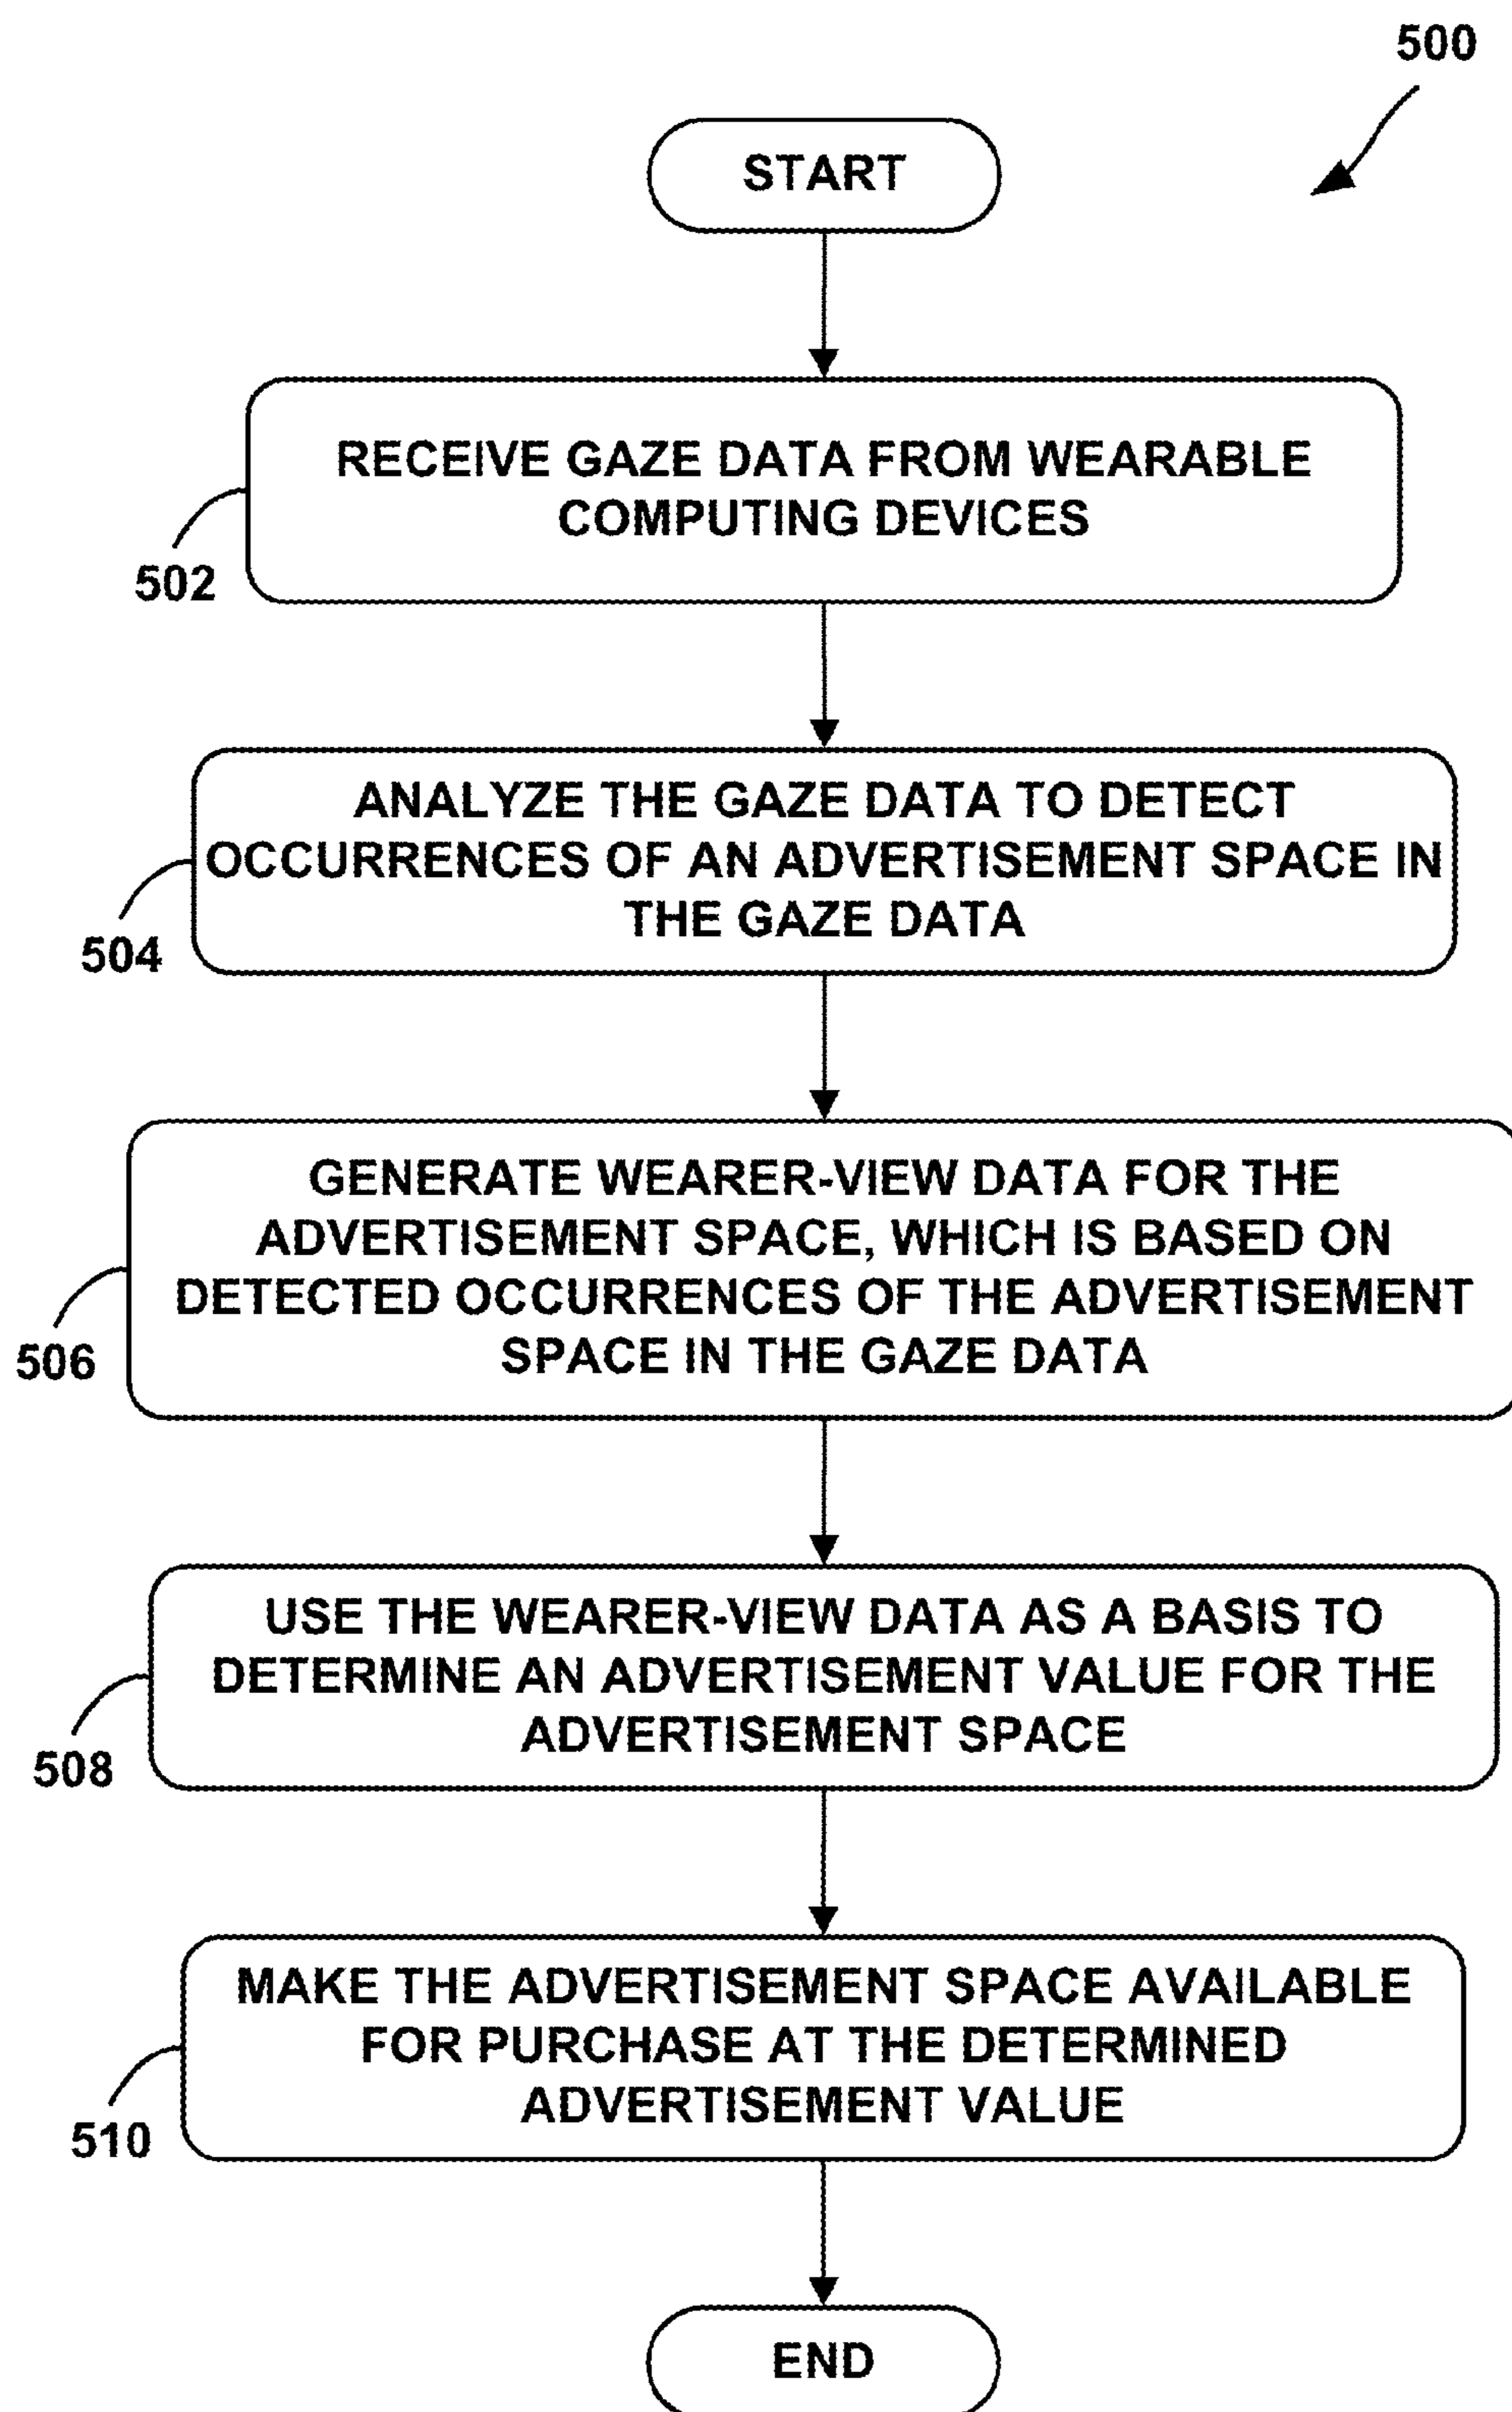 500
START
RECEIVE GAZE DATA FROM WEARABLE
COMPUTING DEVICES
502
ANALYZE THE GAZE DATA TO DETECT
OCCURRENCES OF AN ADVERTISEMENT SPACE IN
THE GAZE DATA
504
GENERATE WEARER-VIEW DATA FOR THE
ADVERTISEMENT SPACE, WHICH IS BASED ON
DETECTED OCCURRENCES OF THE ADVERTISEMENT
SPACE IN THE GAZE DATA
506
USE THE WEARER-VIEW DATA AS A BASIS TO
DETERMINE AN ADVERTISEMENT VALUE FOR THE
ADVERTISEMENT SPACE
508
MAKE THE ADVERTISEMENT SPACE AVAILABLE
FOR PURCHASE AT THE DETERMINED
ADVERTISEMENT VALUE
510
END